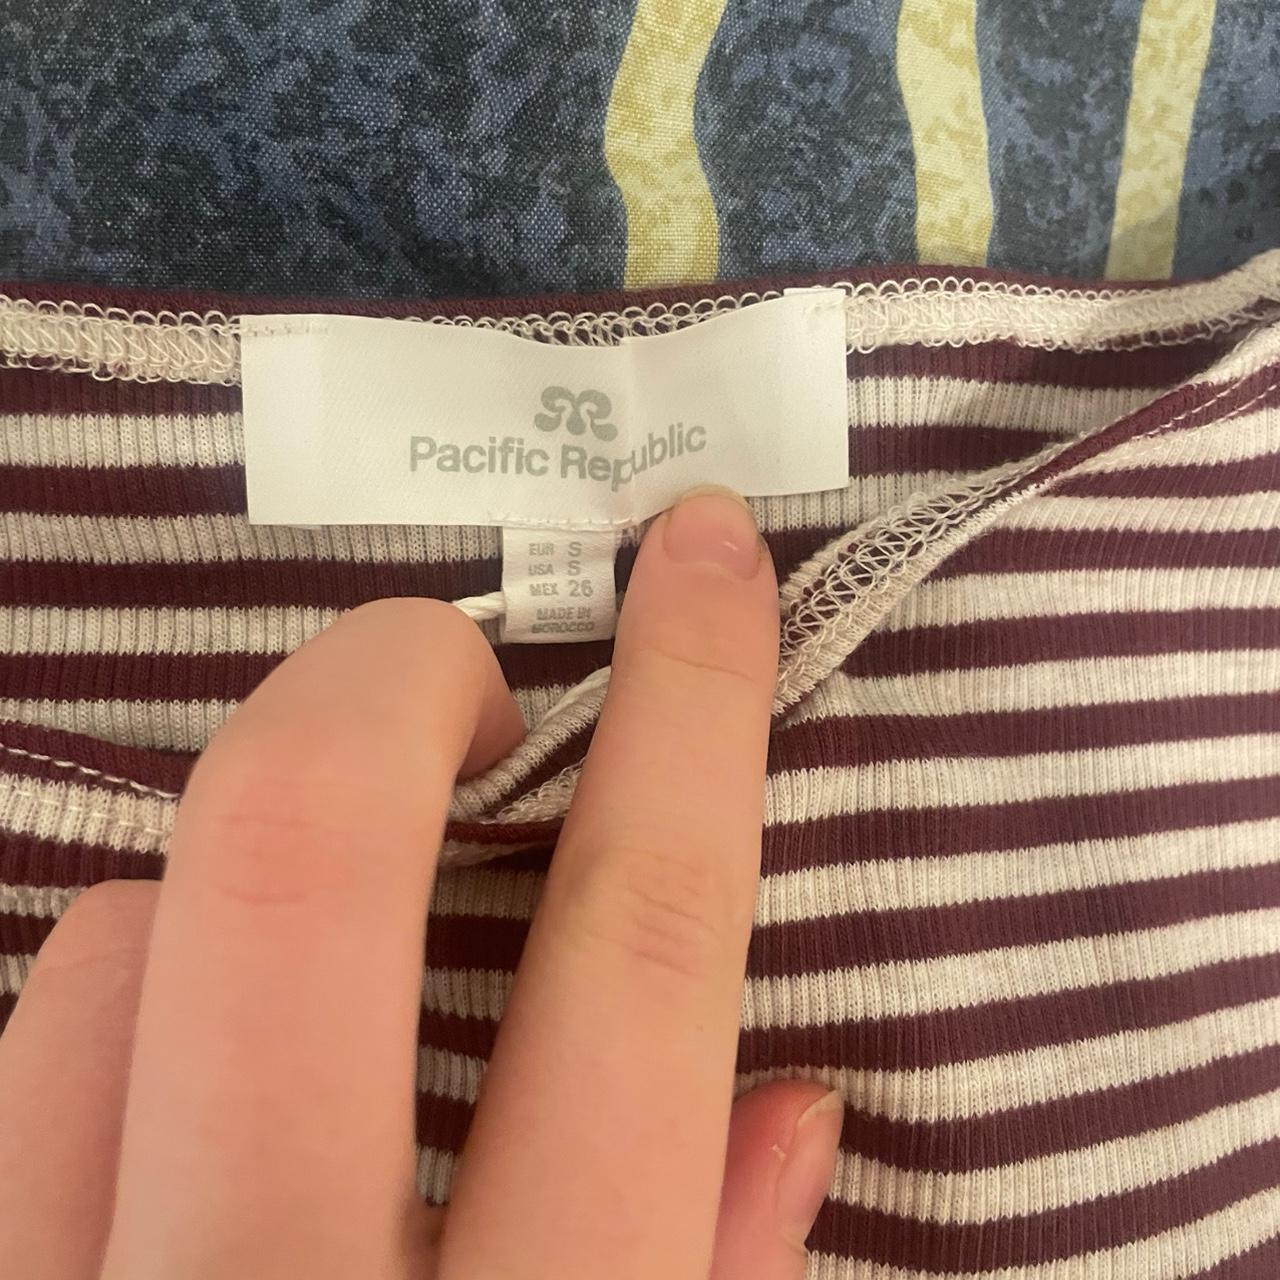 Pacific Republic
EUR S
USA S
MEX 26
MADE IN
MOROCCO